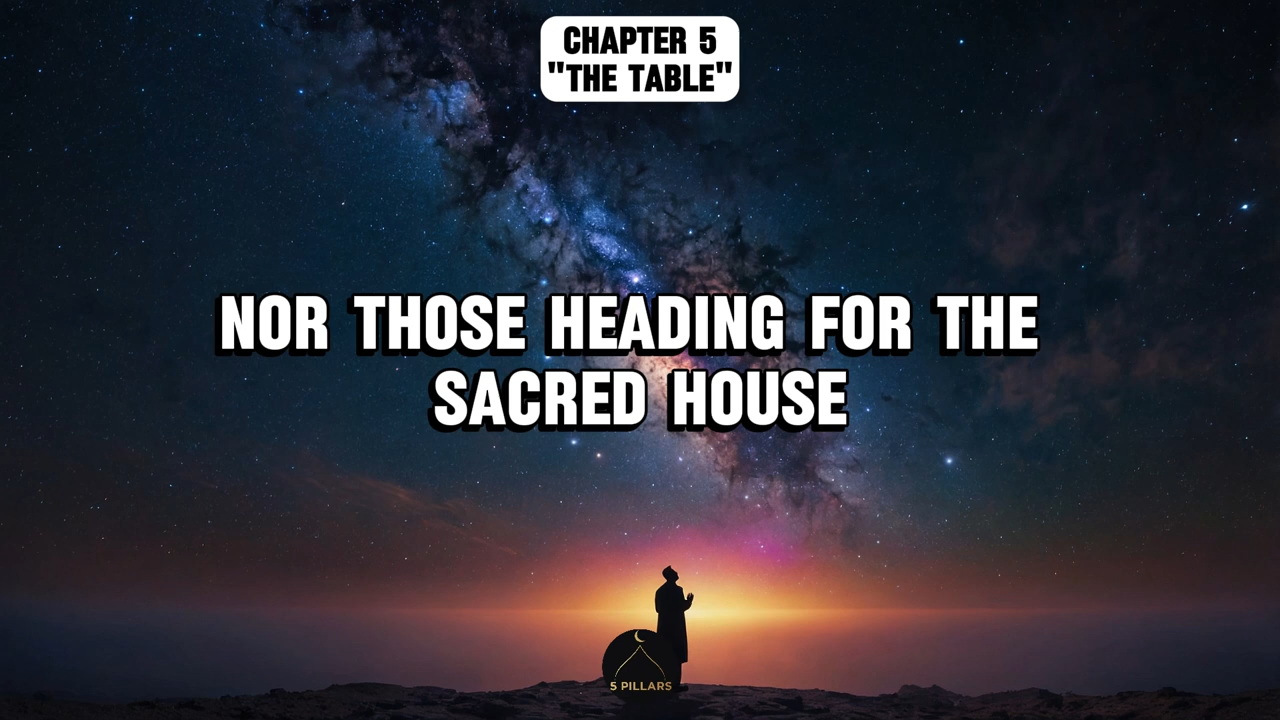 CHAPTER 5
"THE TABLE"
NOR THOSE HEADING FOR THE
SACRED HOUSE
5 PILLARS